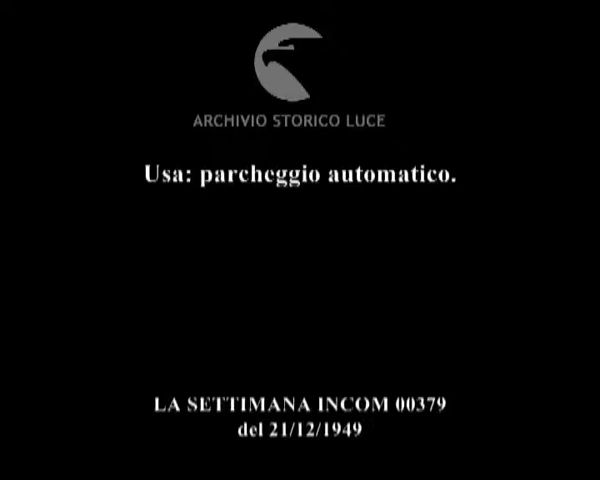 ARCHIVIO STORICO LUCE
Usa: parcheggio automatico.
LA SETTIMANA INCOM 00379
del 21/12/1949